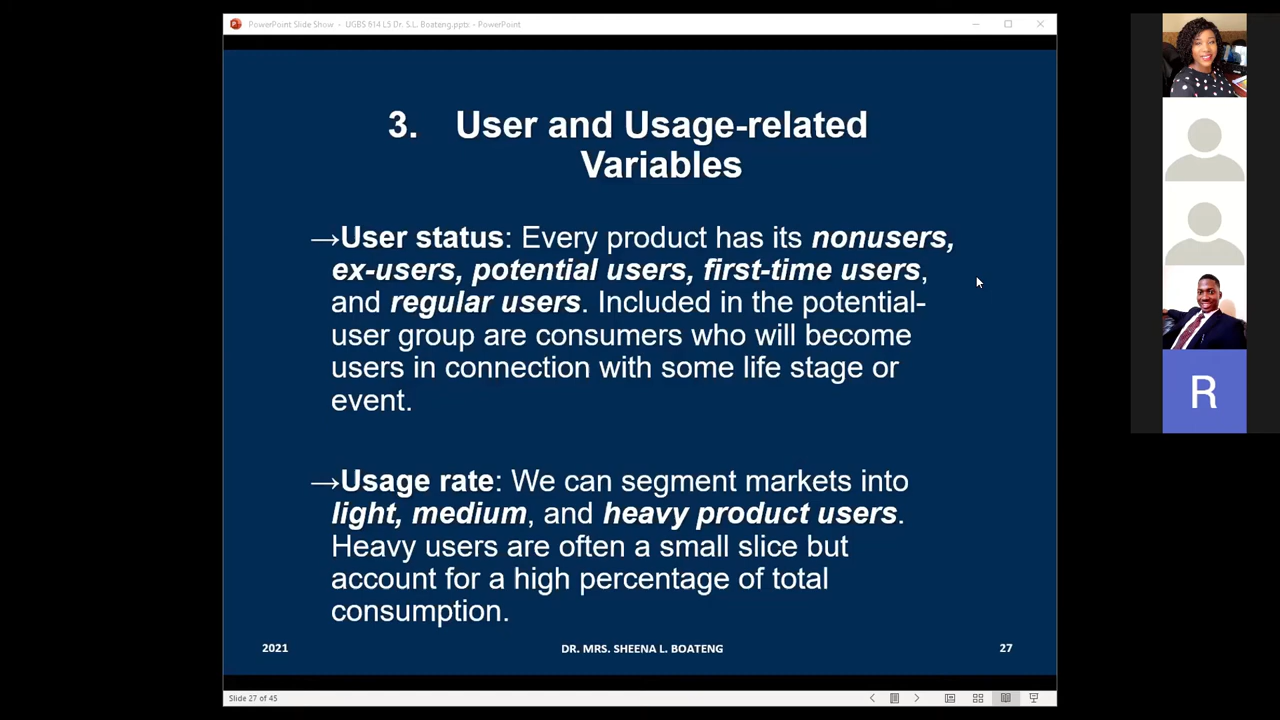 PowerPoint Slide Show - UGBS 614 L5 Dr. S.L. Boateng.pptx - PowerPoint
3. User and Usage-related
Variables
→User status: Every product has its nonusers,
ex-users, potential users, first-time users,
and regular users. Included in the potential-
user group are consumers who will become
users in connection with some life stage or
event.
→Usage rate: We can segment markets into
light, medium, and heavy product users.
Heavy users are often a small slice but
account for a high percentage of total
consumption.
2021 DR. MRS. SHEENA L. BOATENG 27
Slide 27 of 45
R